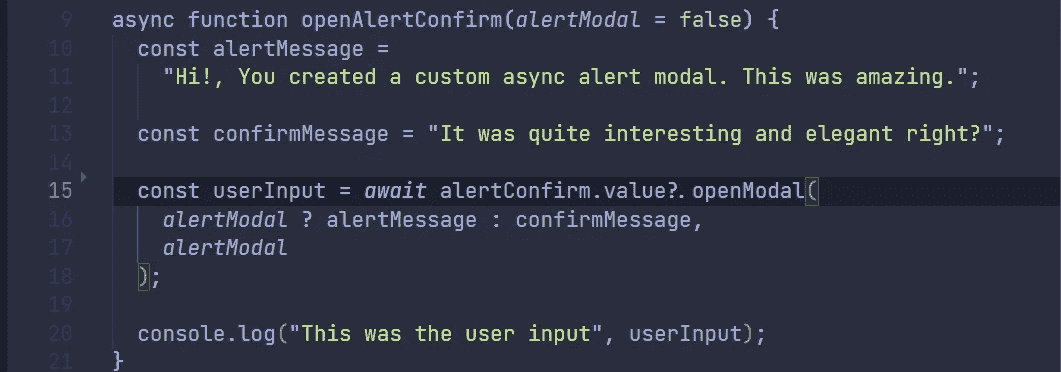 9 async function openAlertConfirm(alertModal = false) {
10 const alertMessage =
11 "Hi!, You created a custom async alert modal. This was amazing.";
12
13 const confirmMessage = "It was quite interesting and elegant right?";
14
15 const userInput = await alertConfirm.value?.openModal(
16 alertModal ? alertMessage : confirmMessage,
17 alertModal
18 );
19
20 console.log("This was the user input", userInput);
21 }